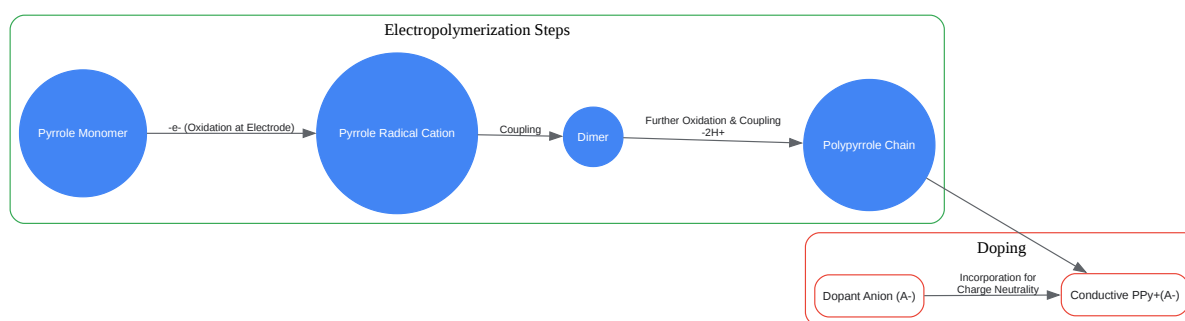 Electropolymerization Steps
Pyrrole Monomer
-e- (Oxidation at Electrode)
Pyrrole Radical Cation
Coupling
Dimer
Further Oxidation & Coupling
-2H+
Polypyrrole Chain
Doping
Dopant Anion (A-)
Incorporation for
Charge Neutrality
Conductive PPy+(A-)